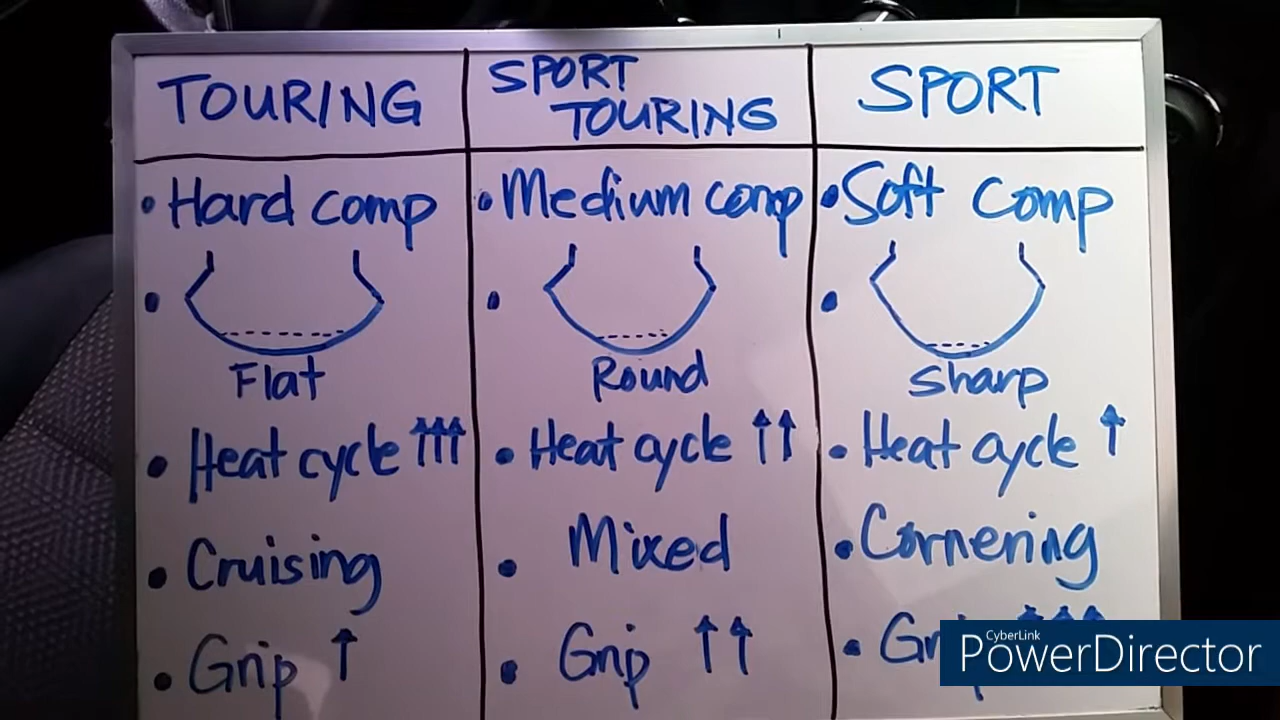 TOURING
SPORT
TOURING
SPORT
• Hard comp
• Medium comp
• Soft comp
Flat
Round
Sharp
• Heat cycle ↑↑↑
• Heat cycle ↑↑
• Heat cycle ↑
• Cruising
• Mixed
• Cornering
• Grip ↑
• Grip ↑↑
CyberLink
PowerDirector